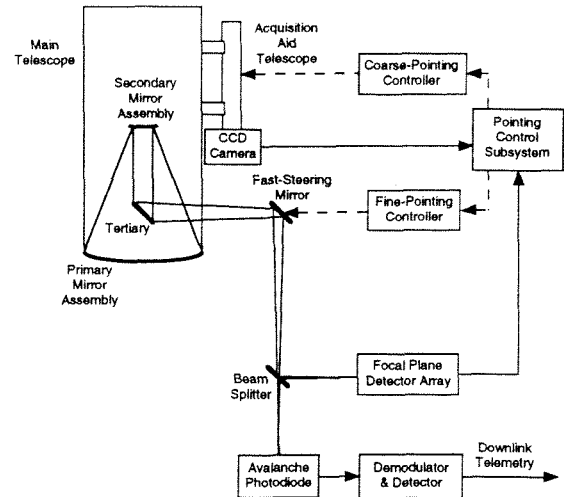 Main
Telescope
Acquisition
Aid
Telescope
Coarse-Pointing
Controller
Secondary
Mirror
Assembly
CCD
Camera
Pointing
Control
Subsystem
Fast-Steering
Mirror
Fine-Pointing
Controller
Tertiary
Primary
Mirror
Assembly
Beam
Splitter
Focal Plane
Detector Array
Avalanche
Photodiode
Demodulator
& Detector
Downlink
Telemetry